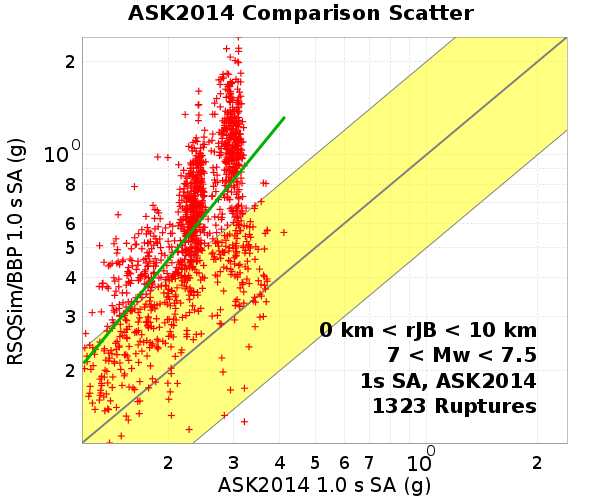 ASK2014 Comparison Scatter
RSQSim/BBP 1.0 s SA (g)
2
10^0
8
6
5
4
3
2
0 km < rJB < 10 km
7 < Mw < 7.5
1s SA, ASK2014
1323 Ruptures
2 3 4 5 6 7 10^0 2
ASK2014 1.0 s SA (g)